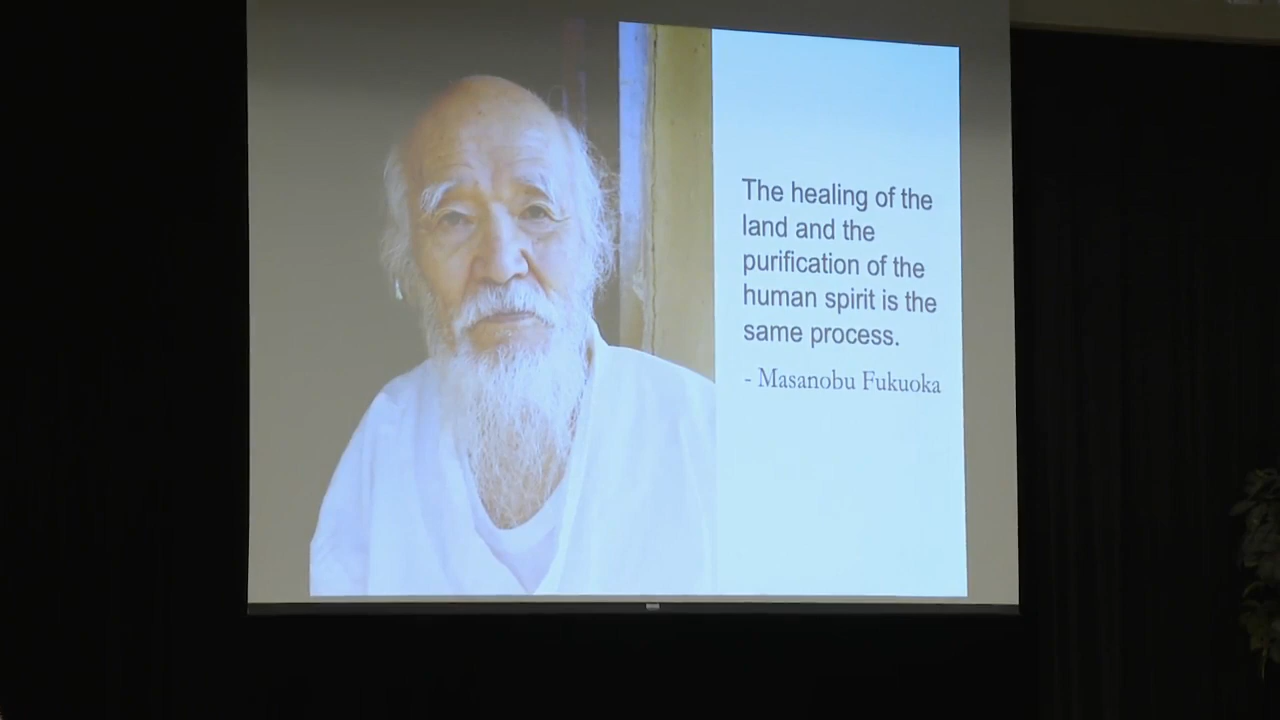 The healing of the
land and the
purification of the
human spirit is the
same process.
- Masanobu Fukuoka